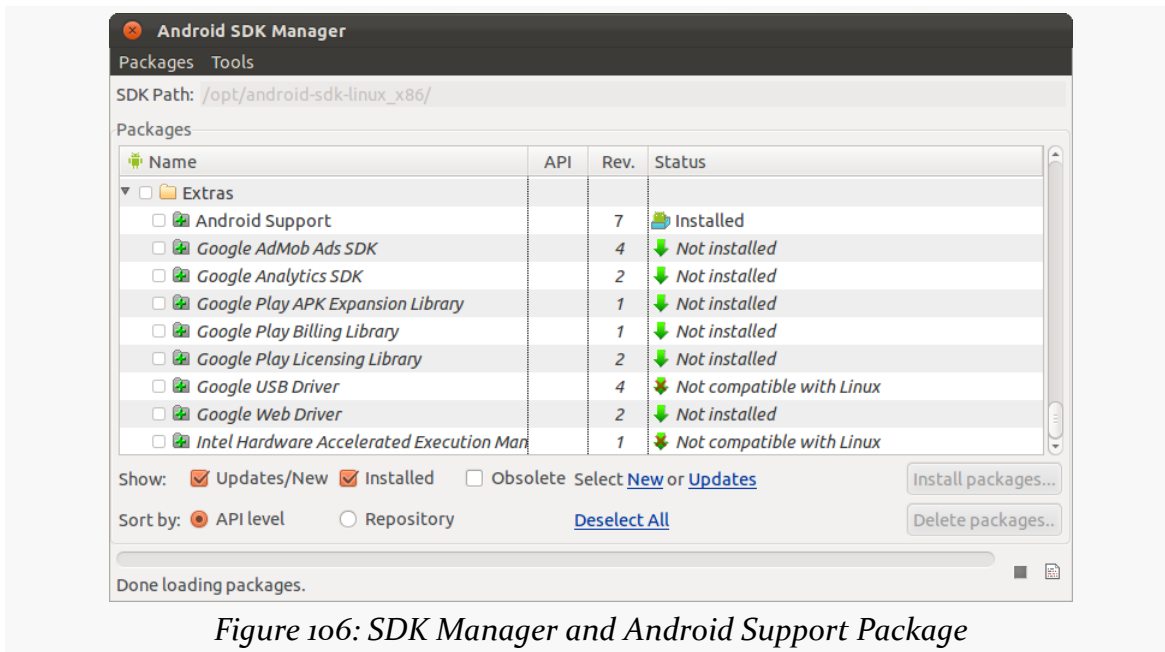 Android SDK Manager
Packages Tools
SDK Path: /opt/android-sdk-linux_x86/
Packages
Name API Rev. Status
Extras
Android Support 7 Installed
Google AdMob Ads SDK 4 Not installed
Google Analytics SDK 2 Not installed
Google Play APK Expansion Library 1 Not installed
Google Play Billing Library 1 Not installed
Google Play Licensing Library 2 Not installed
Google USB Driver 4 Not compatible with Linux
Google Web Driver 2 Not installed
Intel Hardware Accelerated Execution Man 1 Not compatible with Linux
Show: Updates/New Installed Obsolete Select New or Updates Install packages...
Sort by: API level Repository Deselect All Delete packages..
Done loading packages.
Figure 106: SDK Manager and Android Support Package